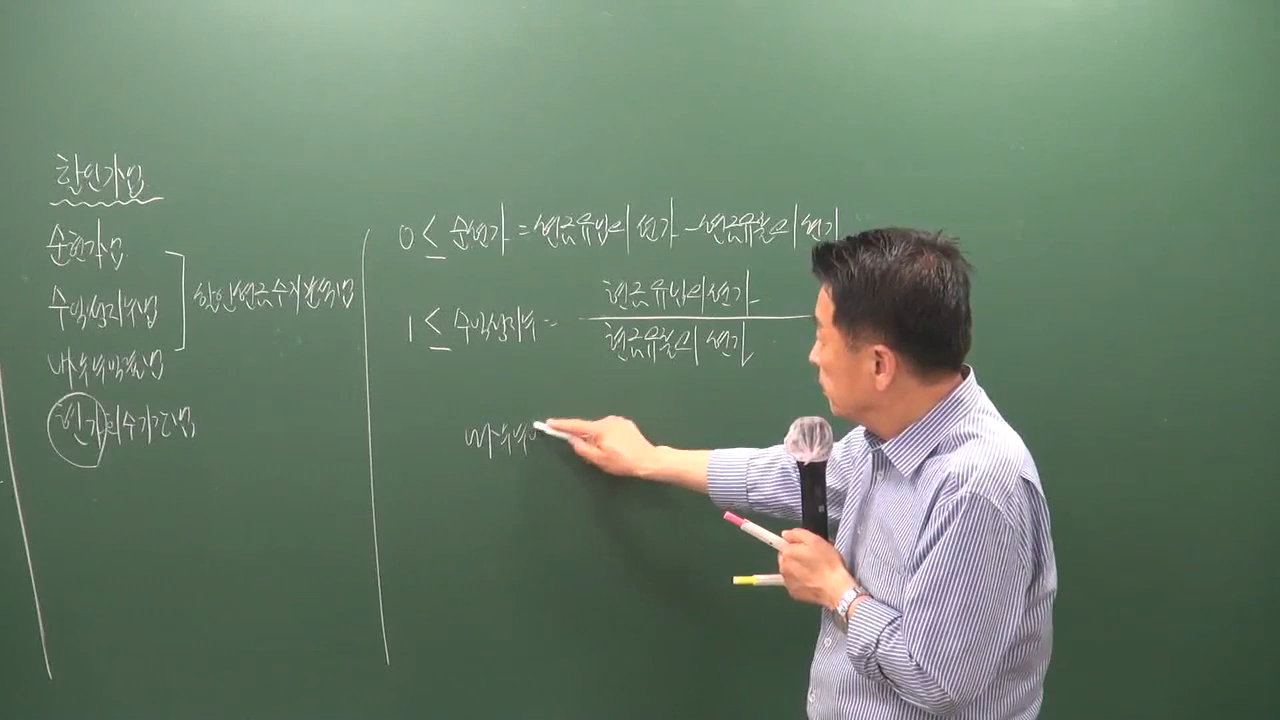 할인기법
순현가법
수익성지수법
내부수익률법
현가회수기간법
할인현금수지분석법
0 ≤ 순현가 = 현금유입의 현가 - 현금유출의 현가
1 ≤ 수익성지수 =
현금유입의 현가
현금유출의 현가
내부수